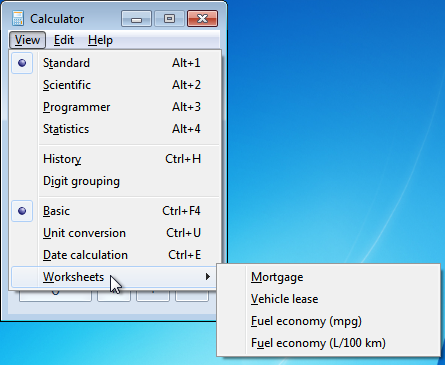 Calculator
View Edit Help
Standard Alt+1
Scientific Alt+2
Programmer Alt+3
Statistics Alt+4
History Ctrl+H
Digit grouping
Basic Ctrl+F4
Unit conversion Ctrl+U
Date calculation Ctrl+E
Worksheets
Mortgage
Vehicle lease
Fuel economy (mpg)
Fuel economy (L/100 km)